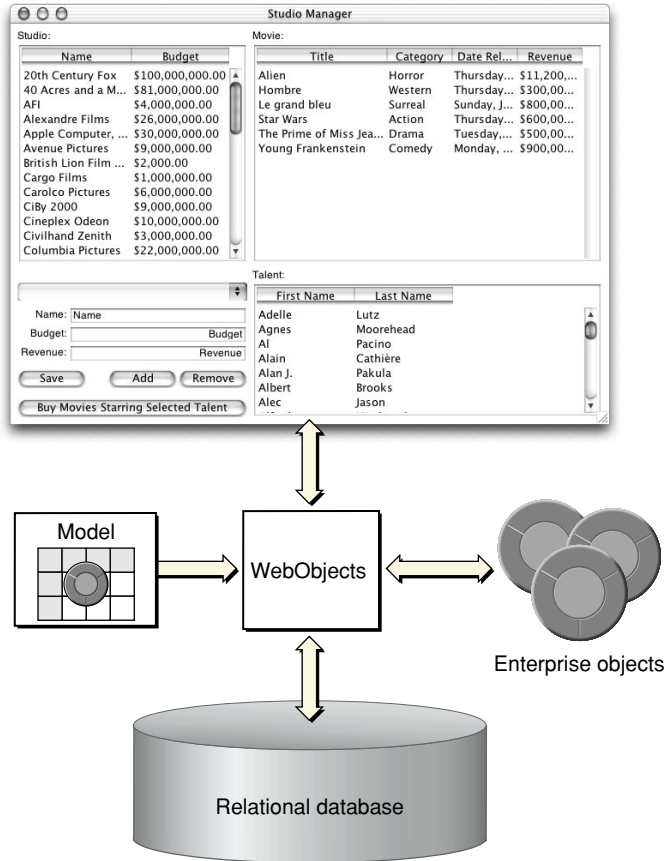 Studio Manager
Studio:
Name Budget
20th Century Fox $100,000,000.00
40 Acres and a M... $81,000,000.00
AFI $4,000,000.00
Alexandre Films $26,000,000.00
Apple Computer, ... $30,000,000.00
Avenue Pictures $9,000,000.00
British Lion Film ... $2,000.00
Cargo Films $1,000,000.00
Carolco Pictures $6,000,000.00
CiBy 2000 $9,000,000.00
Cineplex Odeon $10,000,000.00
Civilhand Zenith $3,000,000.00
Columbia Pictures $22,000,000.00
Movie:
Title Category Date Rel... Revenue
Alien Horror Thursday... $11,200,...
Hombre Western Thursday... $300,00...
Le grand bleu Surreal Sunday, J... $800,00...
Star Wars Action Thursday... $600,00...
The Prime of Miss Jea... Drama Tuesday,... $500,00...
Young Frankenstein Comedy Monday, ... $900,00...
Name: Name
Budget: Budget
Revenue: Revenue
Save Add Remove
Buy Movies Starring Selected Talent
Talent:
First Name Last Name
Adelle Lutz
Agnes Moorehead
Al Pacino
Alain Cathière
Alan J. Pakula
Albert Brooks
Alec Jason
Model
WebObjects
Enterprise objects
Relational database